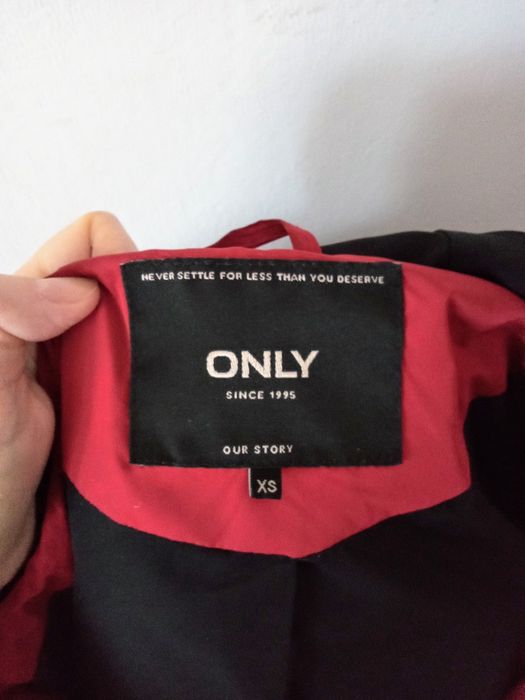 NEVER SETTLE FOR LESS THAN YOU DESERVE
ONLY
SINCE 1995
OUR STORY
XS